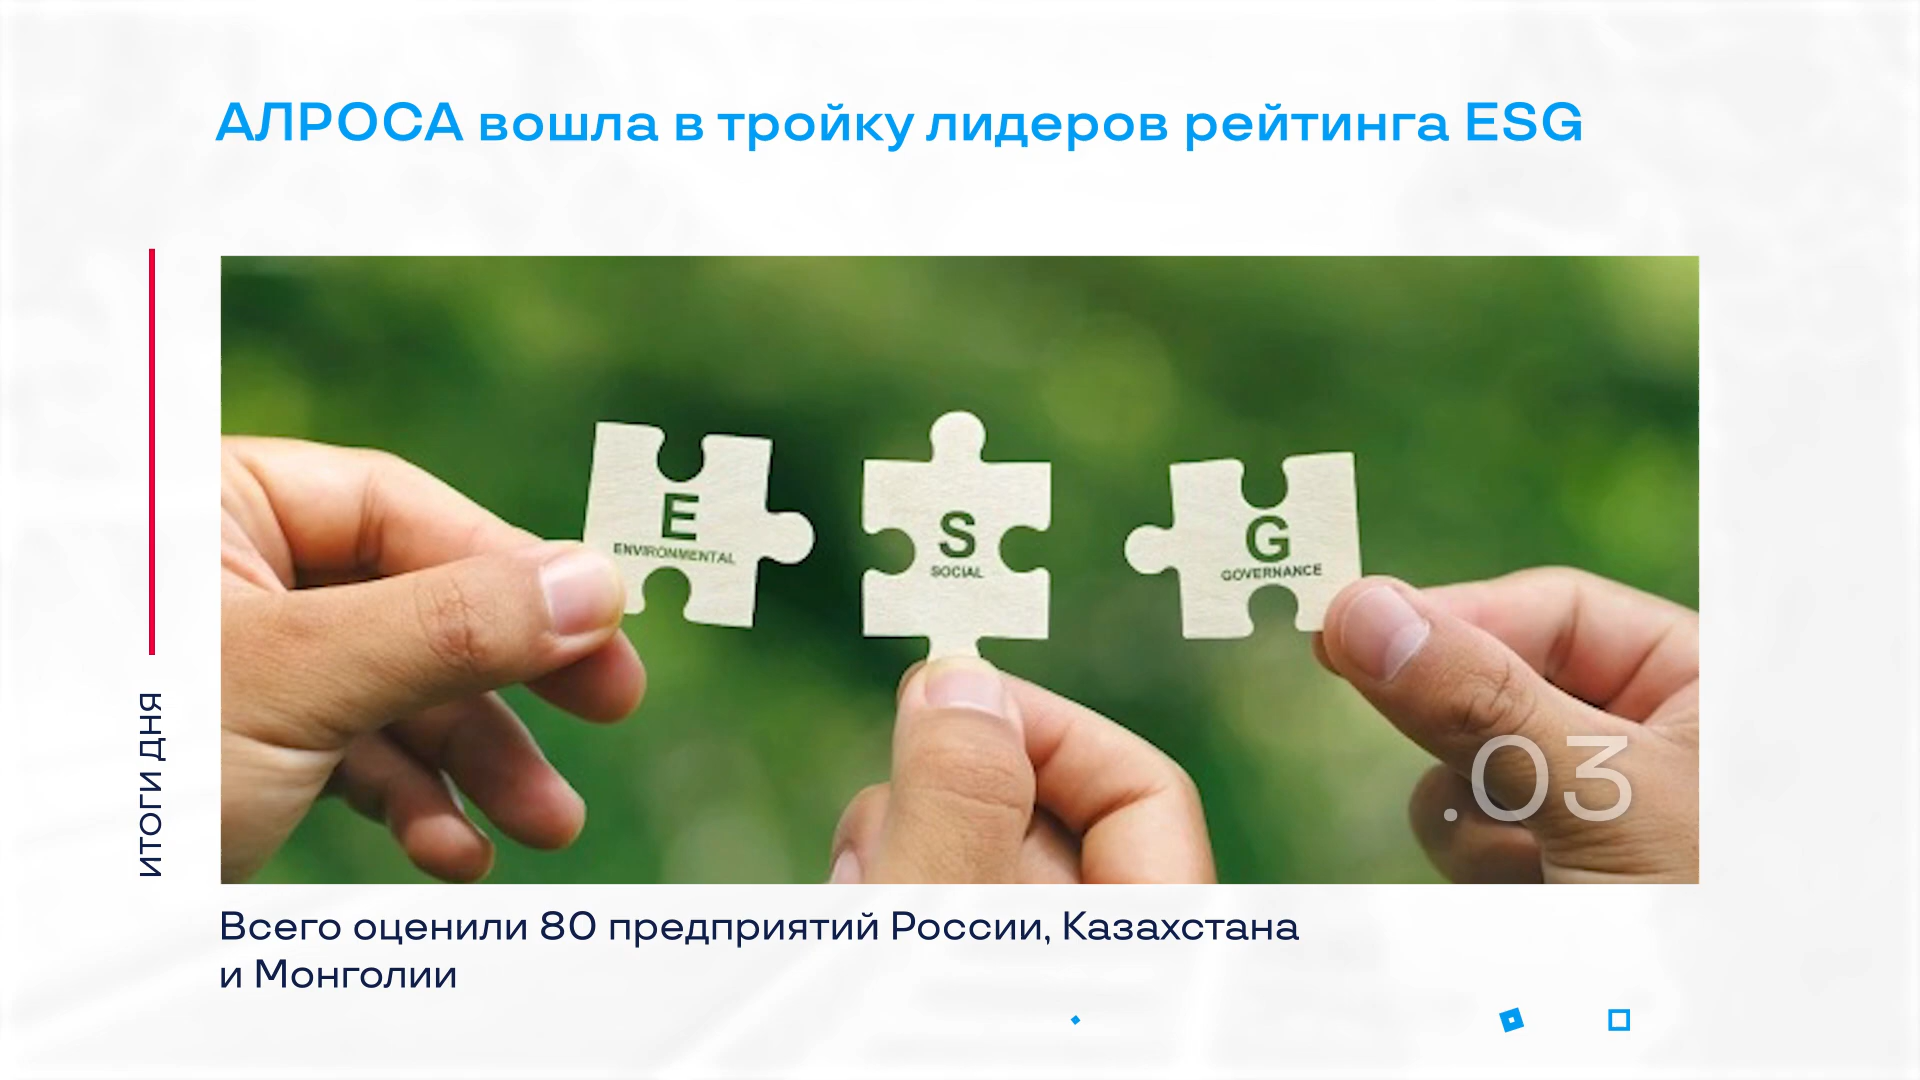 АЛРОСА вошла в тройку лидеров рейтинга ESG
E
ENVIRONMENTAL
S
SOCIAL
G
GOVERNANCE
.03
ИТОГИ ДНЯ
Всего оценили 80 предприятий России, Казахстана
и Монголии